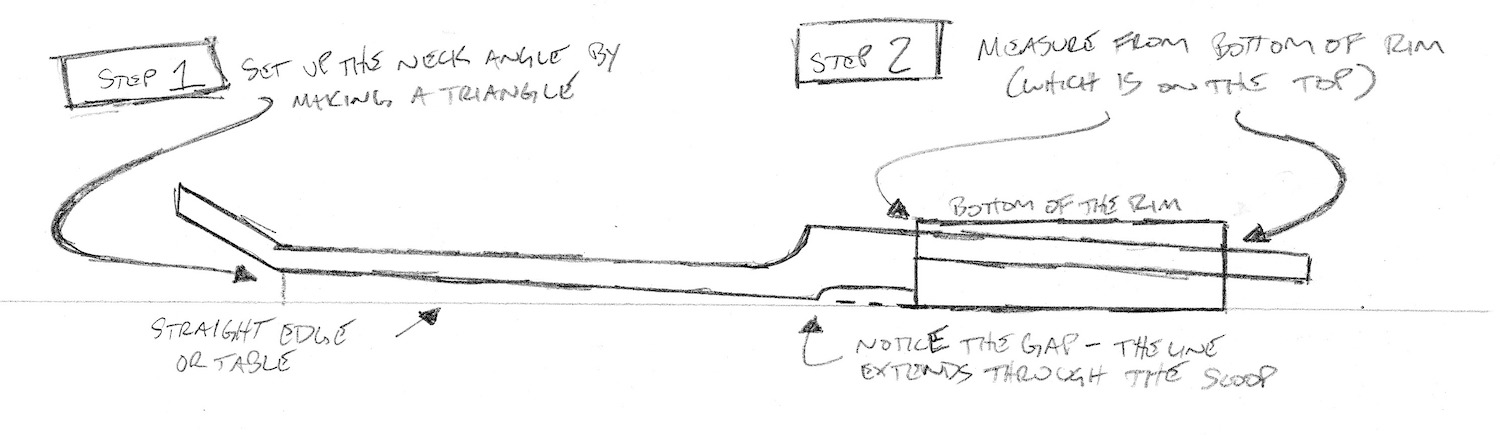 STEP 1
SET UP THE NECK ANGLE BY
MAKING A TRIANGLE
STEP 2
MEASURE FROM BOTTOM OF RIM
(WHICH IS ON THE TOP)
BOTTOM OF THE RIM
STRAIGHT EDGE
OR TABLE
NOTICE THE GAP - THE LINE
EXTENDS THROUGH THE SCOOP